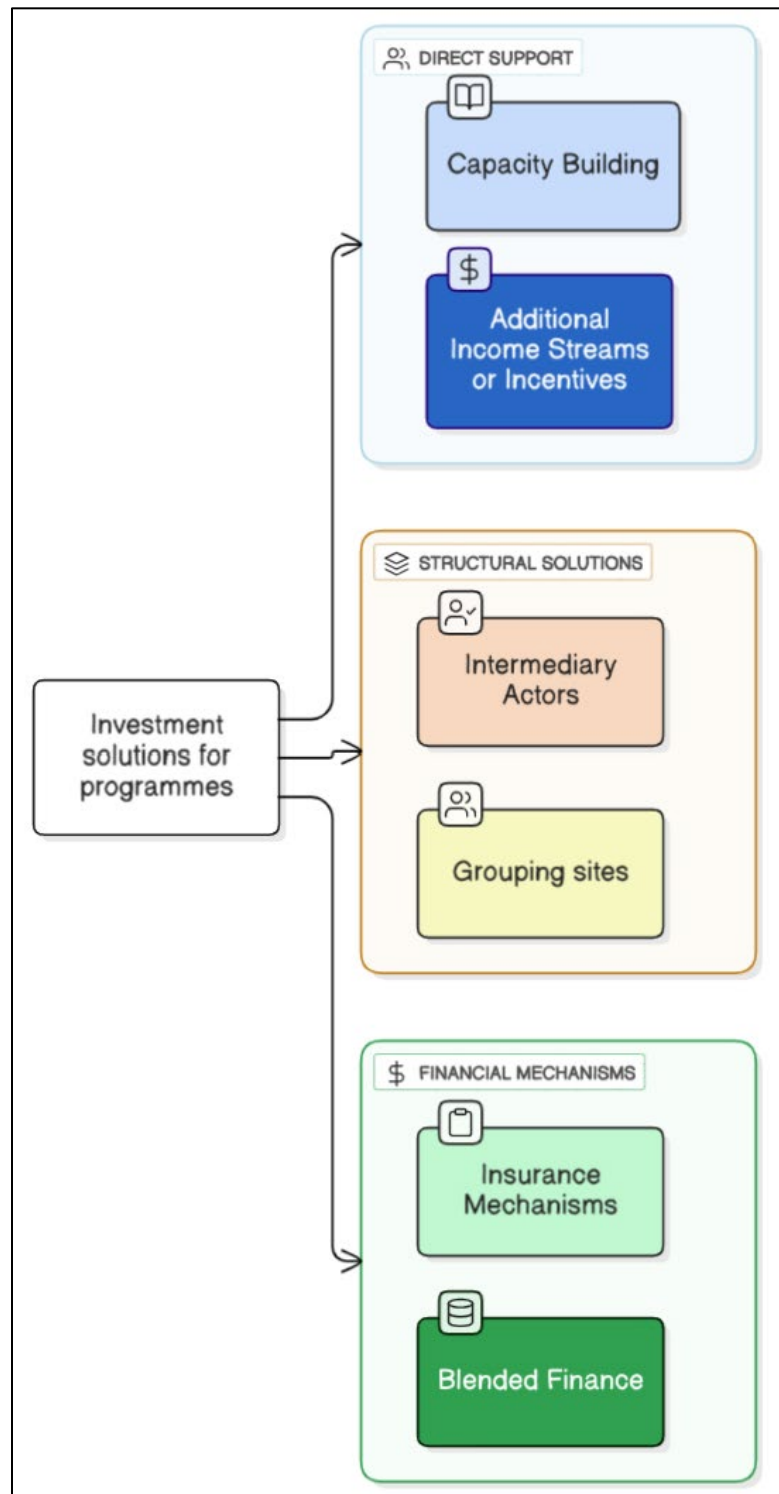 DIRECT SUPPORT
Capacity Building
$
Additional
Income Streams
or Incentives
STRUCTURAL SOLUTIONS
Intermediary
Actors
Investment
solutions for
programmes
Grouping sites
$ FINANCIAL MECHANISMS
Insurance
Mechanisms
Blended Finance